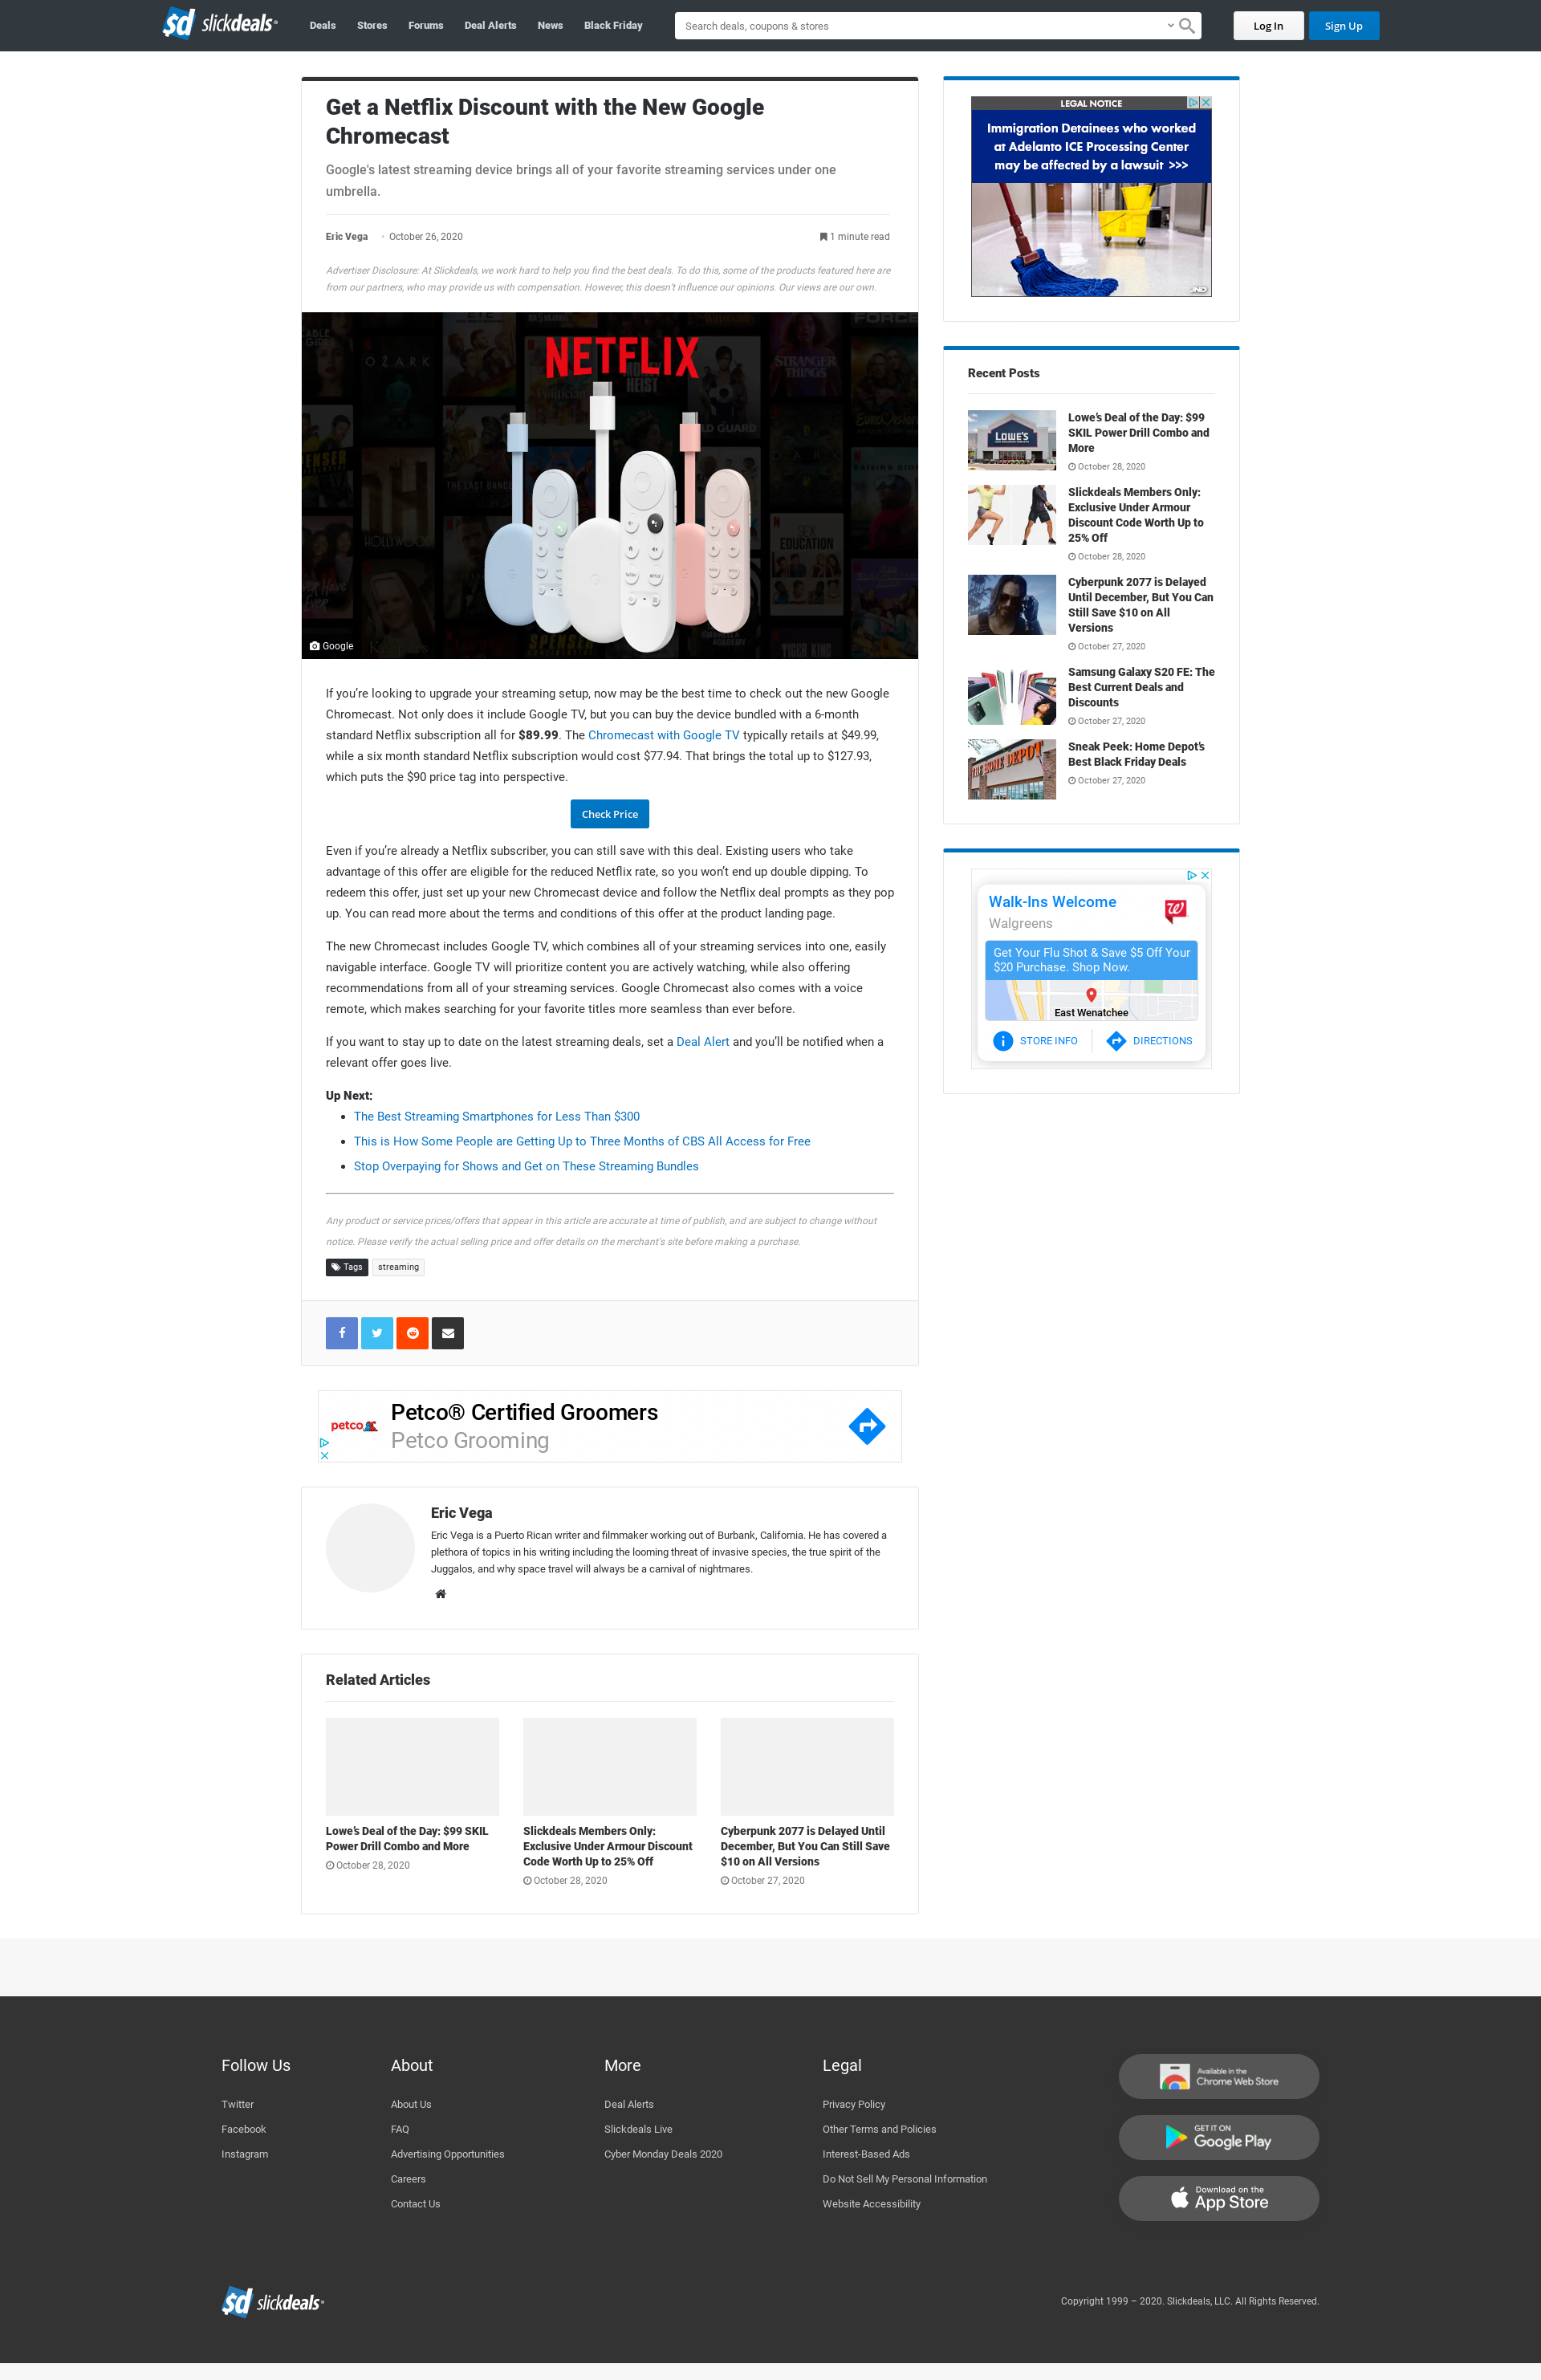 sd slickdeals
Deals Stores Forums Deal Alerts News Black Friday
Search deals, coupons & stores
Log In Sign Up
Get a Netflix Discount with the New Google
Chromecast
Google's latest streaming device brings all of your favorite streaming services under one
umbrella.
Eric Vega · October 26, 2020
1 minute read
Advertiser Disclosure: At Slickdeals, we work hard to help you find the best deals. To do this, some of the products featured here are
from our partners, who may provide us with compensation. However, this doesn't influence our opinions. Our views are our own.
NETFLIX
OZARK
MONEY HEIST
STRANGER THINGS
THE LAST DANCE
HOLLYWOOD
SEX EDUCATION
SPENSER
TIGER KING
Google
If you’re looking to upgrade your streaming setup, now may be the best time to check out the new Google
Chromecast. Not only does it include Google TV, but you can buy the device bundled with a 6-month
standard Netflix subscription all for $89.99. The Chromecast with Google TV typically retails at $49.99,
while a six month standard Netflix subscription would cost $77.94. That brings the total up to $127.93,
which puts the $90 price tag into perspective.
Check Price
Even if you’re already a Netflix subscriber, you can still save with this deal. Existing users who take
advantage of this offer are eligible for the reduced Netflix rate, so you won’t end up double dipping. To
redeem this offer, just set up your new Chromecast device and follow the Netflix deal prompts as they pop
up. You can read more about the terms and conditions of this offer at the product landing page.
The new Chromecast includes Google TV, which combines all of your streaming services into one, easily
navigable interface. Google TV will prioritize content you are actively watching, while also offering
recommendations from all of your streaming services. Google Chromecast also comes with a voice
remote, which makes searching for your favorite titles more seamless than ever before.
If you want to stay up to date on the latest streaming deals, set a Deal Alert and you’ll be notified when a
relevant offer goes live.
Up Next:
The Best Streaming Smartphones for Less Than $300
This is How Some People are Getting Up to Three Months of CBS All Access for Free
Stop Overpaying for Shows and Get on These Streaming Bundles
Any product or service prices/offers that appear in this article are accurate at time of publish, and are subject to change without
notice. Please verify the actual selling price and offer details on the merchant's site before making a purchase.
Tags streaming
petco
Petco® Certified Groomers
Petco Grooming
Eric Vega
Eric Vega is a Puerto Rican writer and filmmaker working out of Burbank, California. He has covered a
plethora of topics in his writing including the looming threat of invasive species, the true spirit of the
Juggalos, and why space travel will always be a carnival of nightmares.
Related Articles
Lowe’s Deal of the Day: $99 SKIL
Power Drill Combo and More
October 28, 2020
Slickdeals Members Only:
Exclusive Under Armour Discount
Code Worth Up to 25% Off
October 28, 2020
Cyberpunk 2077 is Delayed Until
December, But You Can Still Save
$10 on All Versions
October 27, 2020
LEGAL NOTICE
Immigration Detainees who worked
at Adelanto ICE Processing Center
may be affected by a lawsuit >>>
JND
Recent Posts
LOWE'S
Lowe’s Deal of the Day: $99
SKIL Power Drill Combo and
More
October 28, 2020
Slickdeals Members Only:
Exclusive Under Armour
Discount Code Worth Up to
25% Off
October 28, 2020
Cyberpunk 2077 is Delayed
Until December, But You Can
Still Save $10 on All
Versions
October 27, 2020
Samsung Galaxy S20 FE: The
Best Current Deals and
Discounts
October 27, 2020
THE HOME DEPOT
Sneak Peek: Home Depot’s
Best Black Friday Deals
October 27, 2020
Walk-Ins Welcome
Walgreens
Get Your Flu Shot & Save $5 Off Your
$20 Purchase. Shop Now.
East Wenatchee
STORE INFO DIRECTIONS
Follow Us
Twitter
Facebook
Instagram
About
About Us
FAQ
Advertising Opportunities
Careers
Contact Us
More
Deal Alerts
Slickdeals Live
Cyber Monday Deals 2020
Legal
Privacy Policy
Other Terms and Policies
Interest-Based Ads
Do Not Sell My Personal Information
Website Accessibility
Available in the
Chrome Web Store
GET IT ON
Google Play
Download on the
App Store
sd slickdeals
Copyright 1999 – 2020. Slickdeals, LLC. All Rights Reserved.